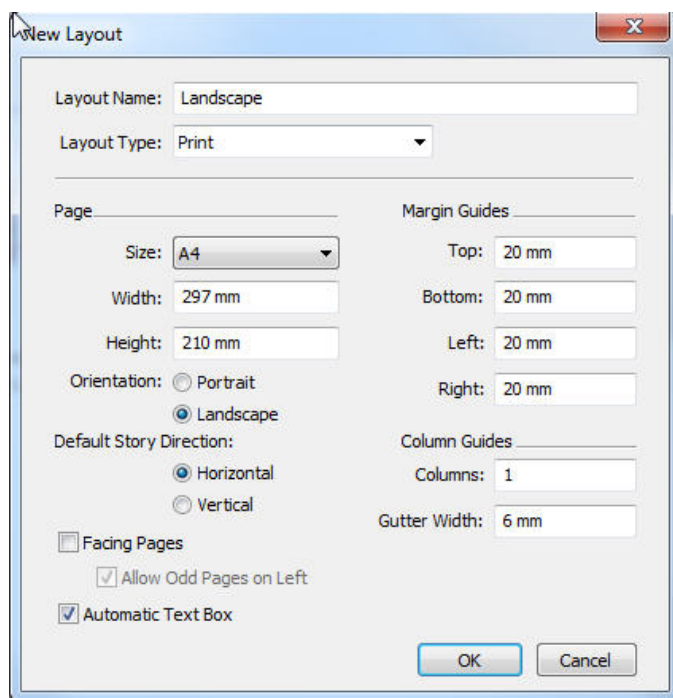 New Layout
Layout Name: Landscape
Layout Type: Print
Page
Size: A4
Width: 297 mm
Height: 210 mm
Orientation: Portrait
Landscape
Default Story Direction:
Horizontal
Vertical
Facing Pages
Allow Odd Pages on Left
Automatic Text Box
Margin Guides
Top: 20 mm
Bottom: 20 mm
Left: 20 mm
Right: 20 mm
Column Guides
Columns: 1
Gutter Width: 6 mm
OK
Cancel